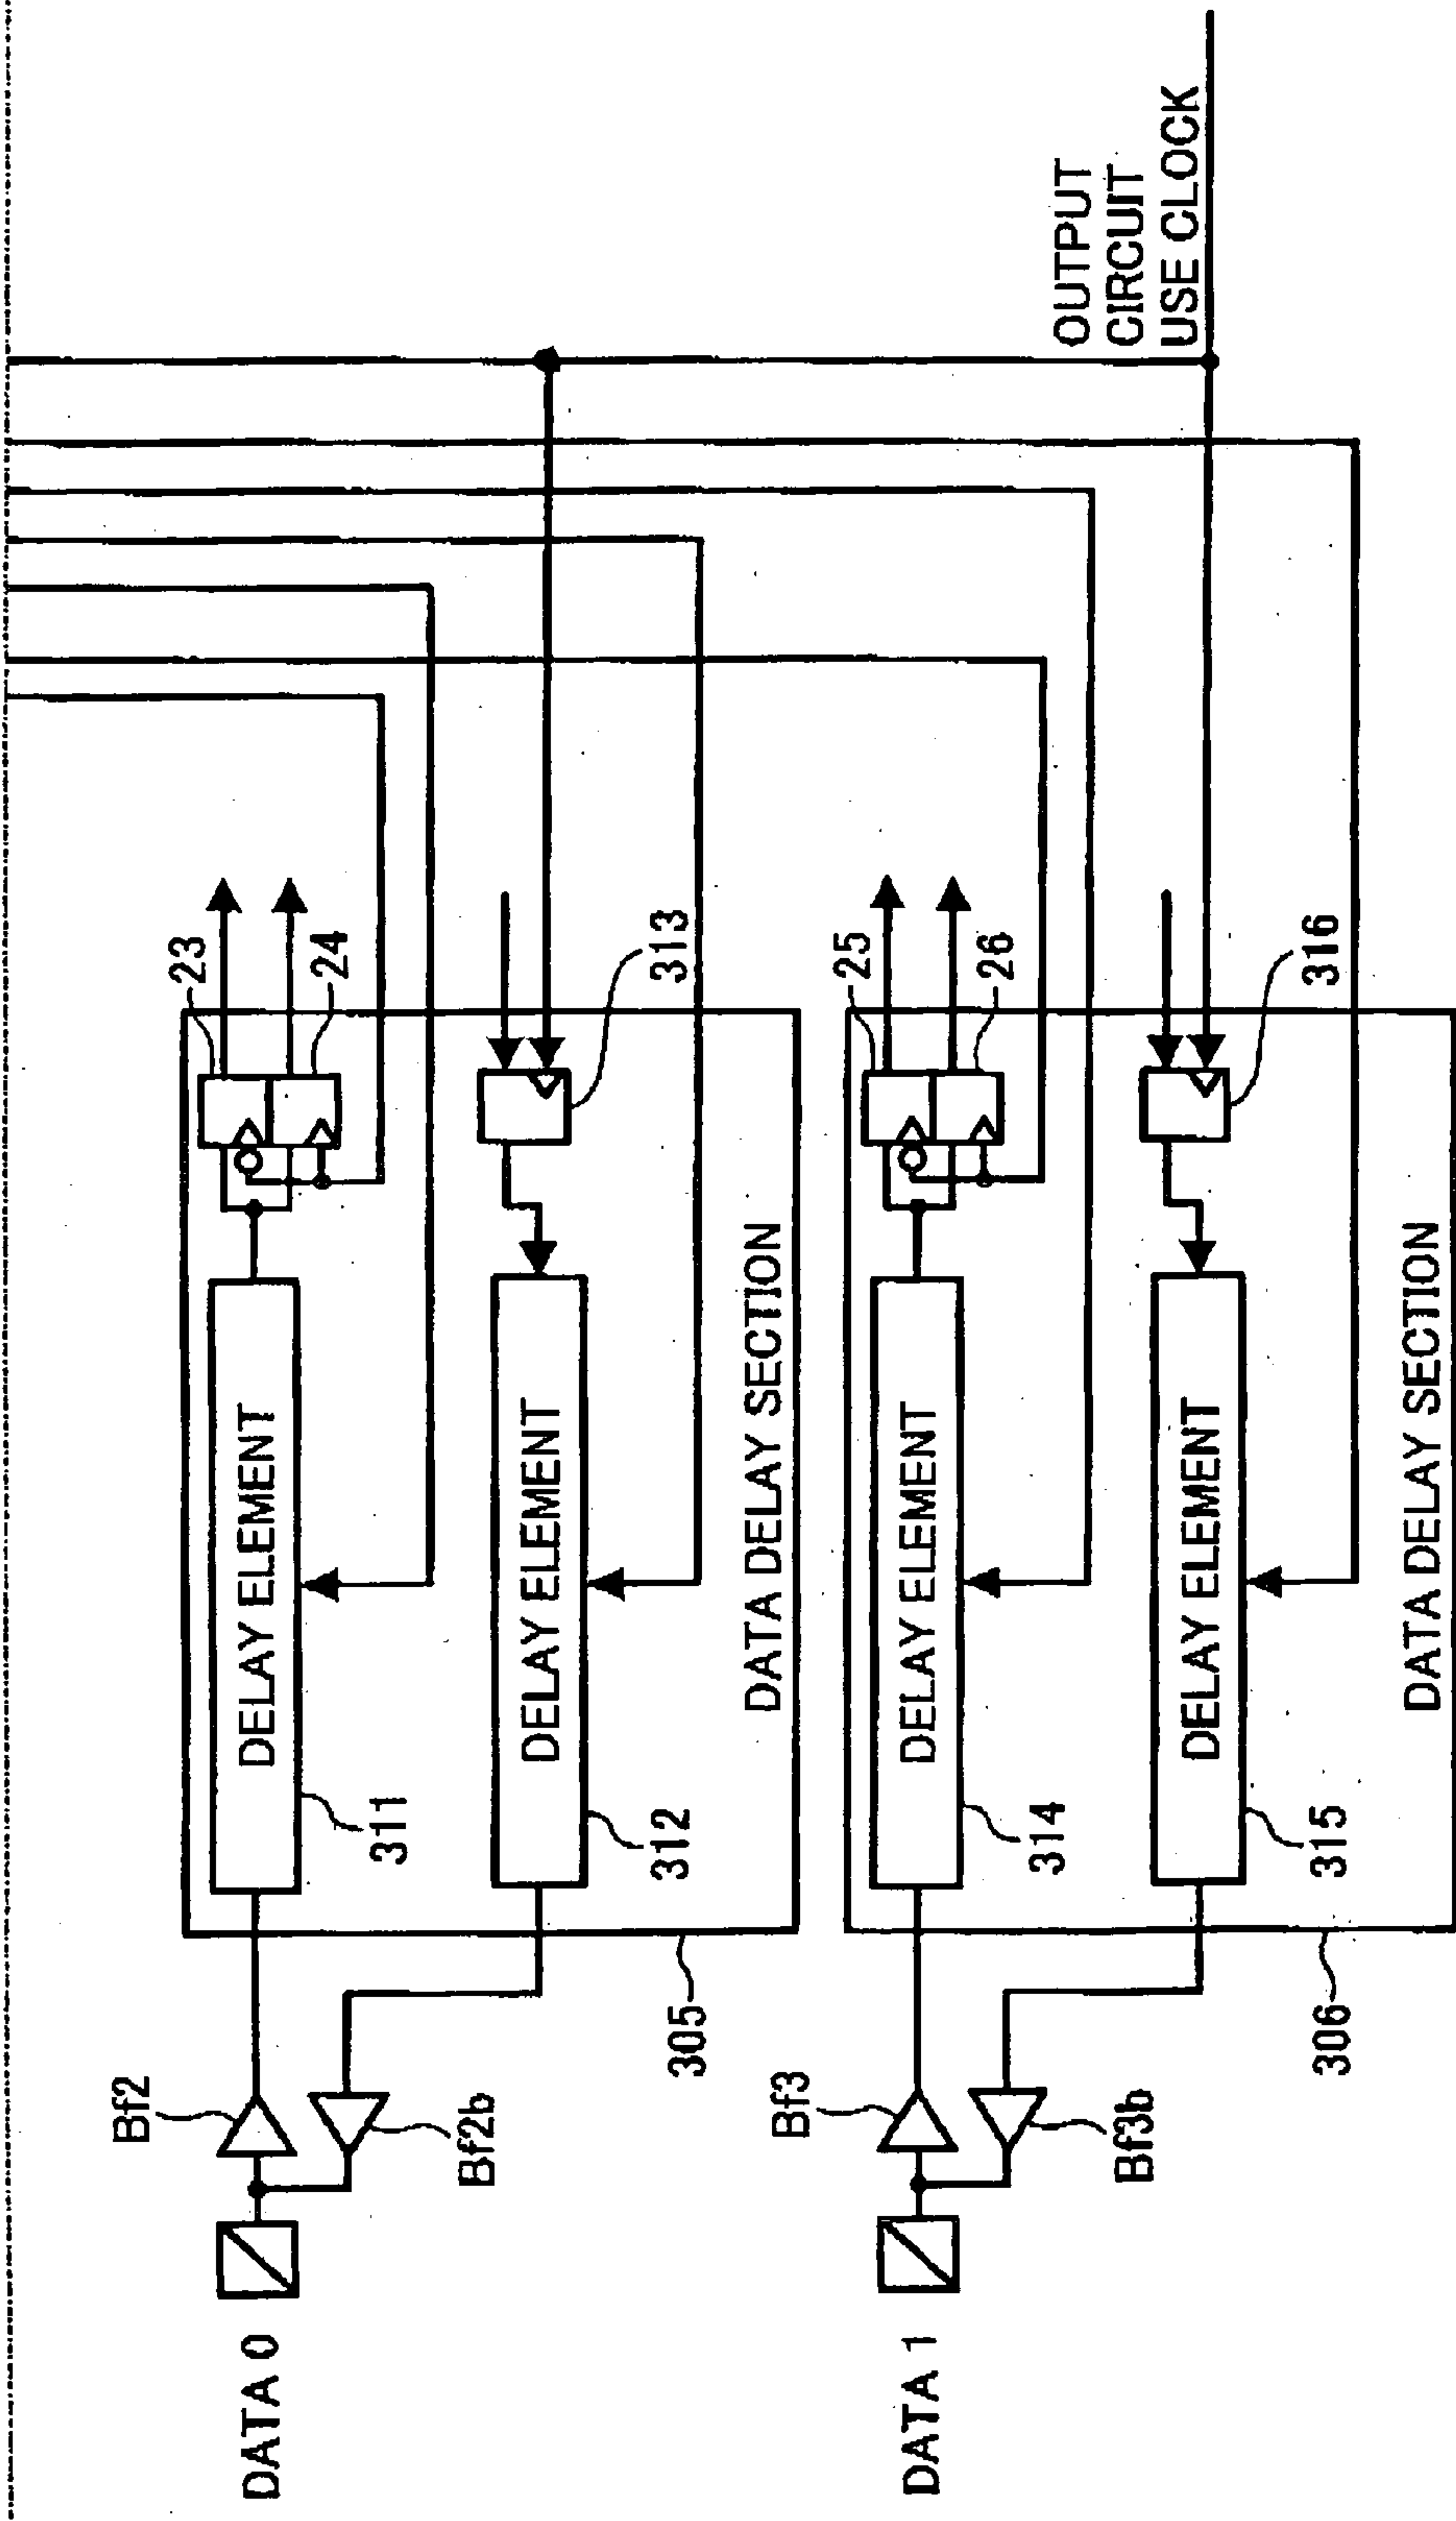 DATA 0
Bf2
Bf2b
305
311
DELAY ELEMENT
312
DELAY ELEMENT
DATA DELAY SECTION
23
24
313
DATA 1
Bf3
Bf3b
306
314
DELAY ELEMENT
315
DELAY ELEMENT
DATA DELAY SECTION
25
26
316
OUTPUT
CIRCUIT
USE CLOCK